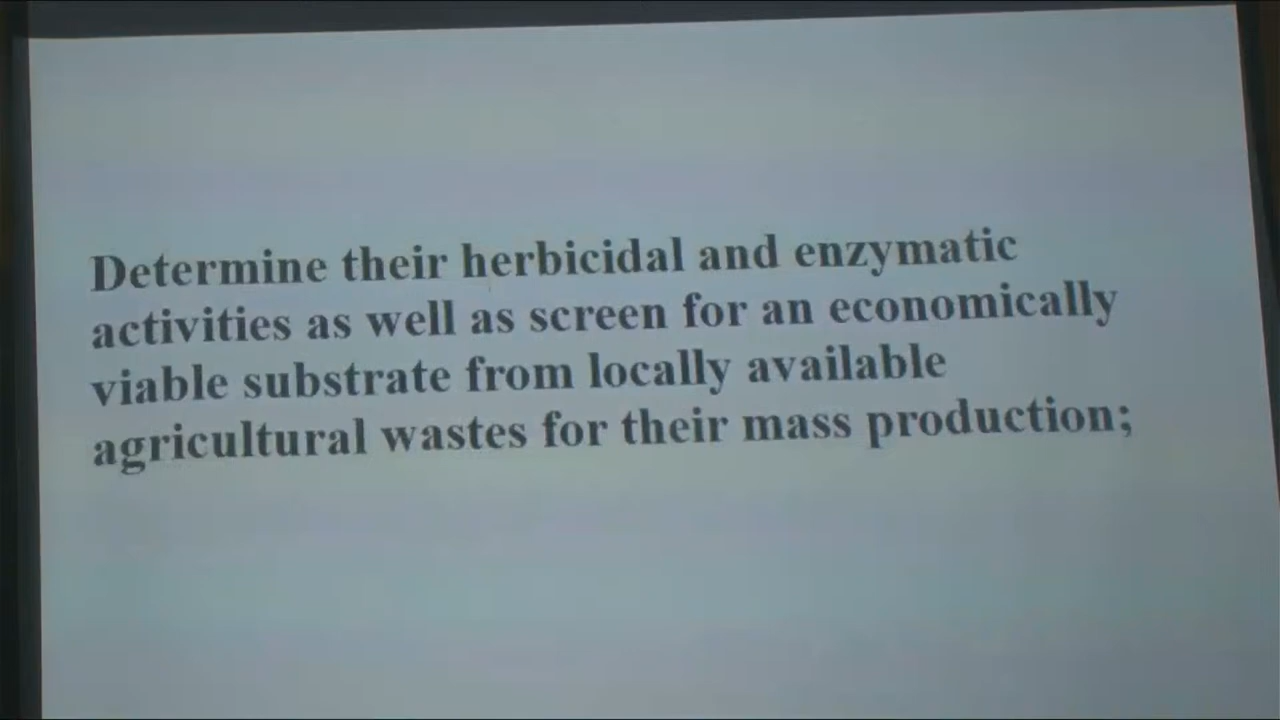 Determine their herbicidal and enzymatic
activities as well as screen for an economically
viable substrate from locally available
agricultural wastes for their mass production;